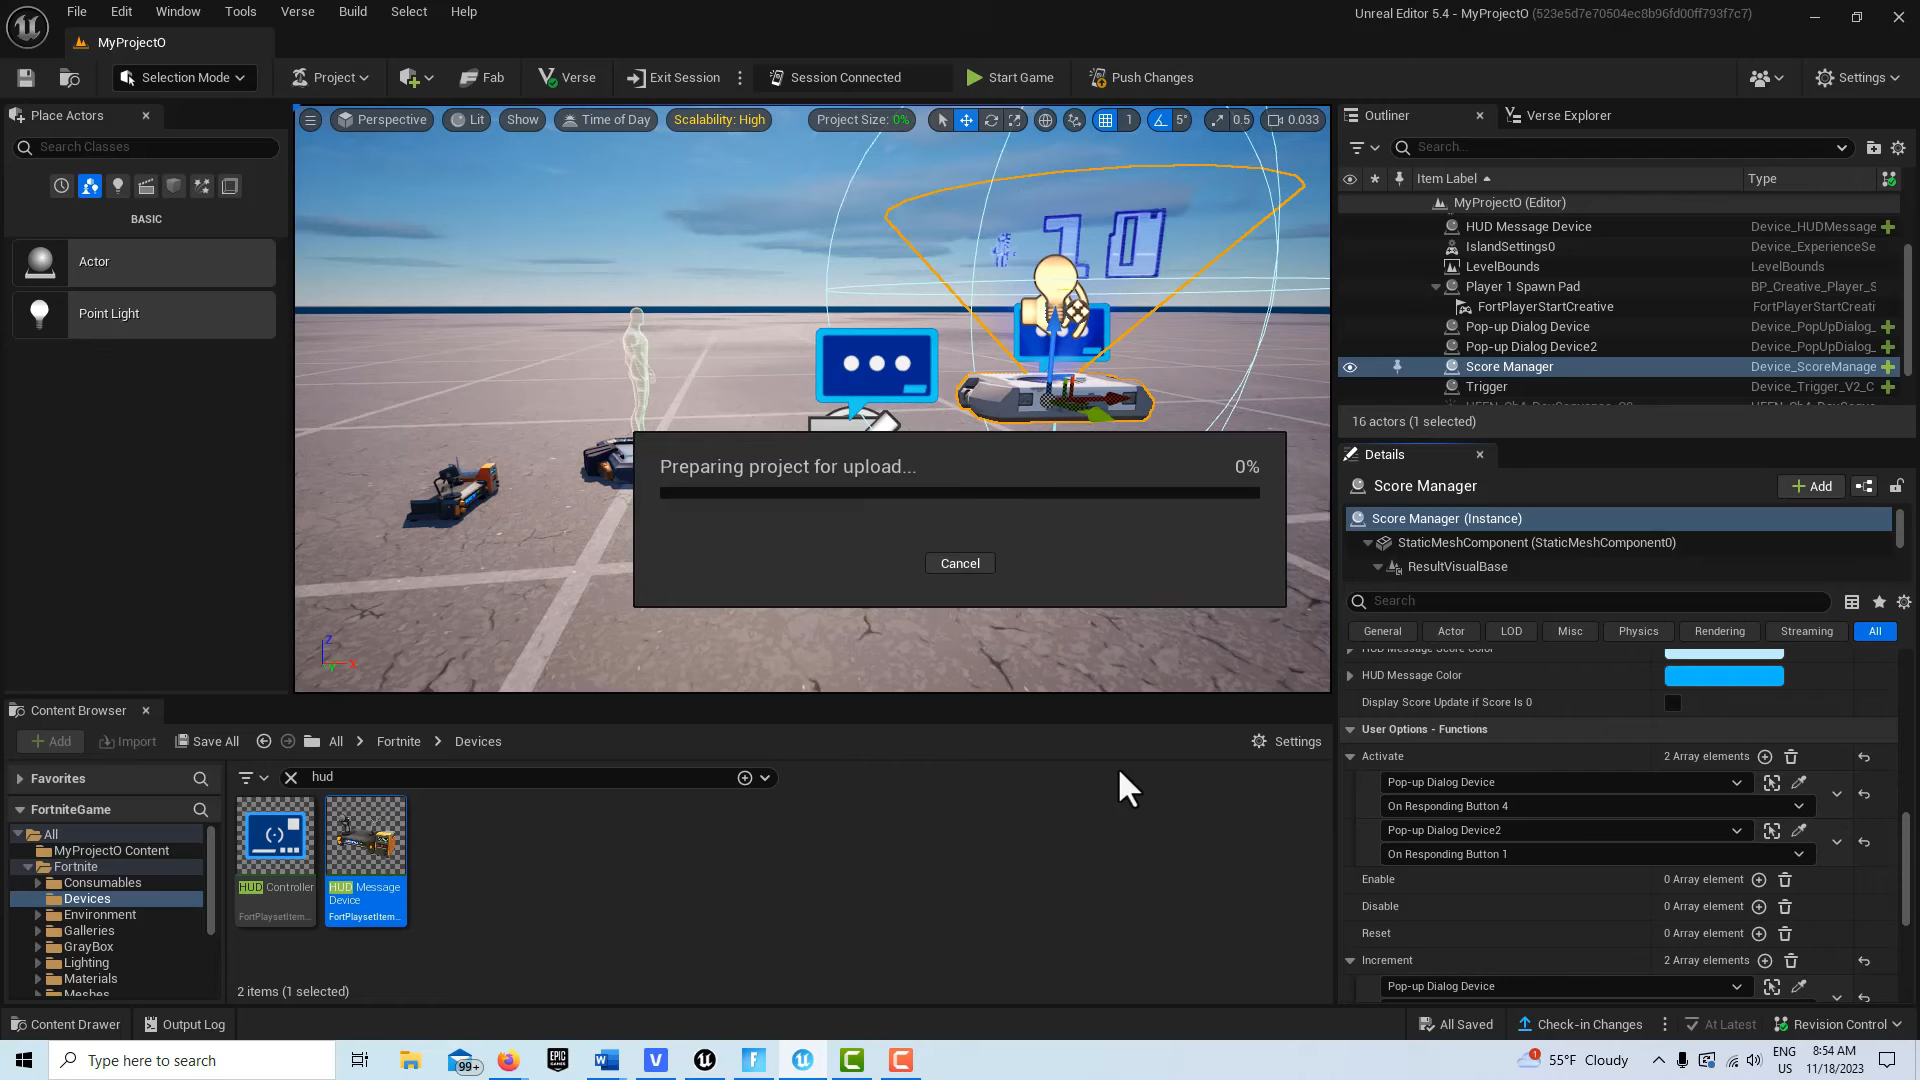 File Edit Window Tools Verse Build Select Help
Unreal Editor 5.4 - MyProjectO (523e5d7e70504ec8b96fd00ff793f7c7)
MyProjectO
Selection Mode Project Fab Verse Exit Session Session Connected Start Game Push Changes Settings
Place Actors
Search Classes
BASIC
Actor
Point Light
Perspective Lit Show Time of Day Scalability: High Project Size: 0% 1 5° 0.5 0.033
10
Preparing project for upload... 0%
Cancel
Z
X
Outliner Verse Explorer
Search...
Item Label Type
MyProjectO (Editor)
HUD Message Device Device_HUDMessage
IslandSettings0 Device_ExperienceSe
LevelBounds LevelBounds
Player 1 Spawn Pad BP_Creative_Player_S
FortPlayerStartCreative FortPlayerStartCreati
Pop-up Dialog Device Device_PopUpDialog_
Pop-up Dialog Device2 Device_PopUpDialog_
Score Manager Device_ScoreManage
Trigger Device_Trigger_V2_C
16 actors (1 selected)
Details
Score Manager Add
Score Manager (Instance)
StaticMeshComponent (StaticMeshComponent0)
ResultVisualBase
Search
General Actor LOD Misc Physics Rendering Streaming All
HUD Message Score Color
HUD Message Color
Display Score Update if Score Is 0
User Options - Functions
Activate 2 Array elements
Pop-up Dialog Device
On Responding Button 4
Pop-up Dialog Device2
On Responding Button 1
Enable 0 Array element
Disable 0 Array element
Reset 0 Array element
Increment 2 Array elements
Pop-up Dialog Device
Content Browser
Add Import Save All All Fortnite Devices Settings
Favorites
hud
FortniteGame
All
MyProjectO Content
Fortnite
Consumables
Devices
Environment
Galleries
GrayBox
Lighting
Materials
Meshes
HUD Controller
FortPlaysetItem...
HUD Message Device
FortPlaysetItem...
2 items (1 selected)
Content Drawer Output Log All Saved Check-in Changes At Latest Revision Control
Type here to search
99+
EPIC GAMES
1
55°F Cloudy
ENG
US
8:54 AM
11/18/2023